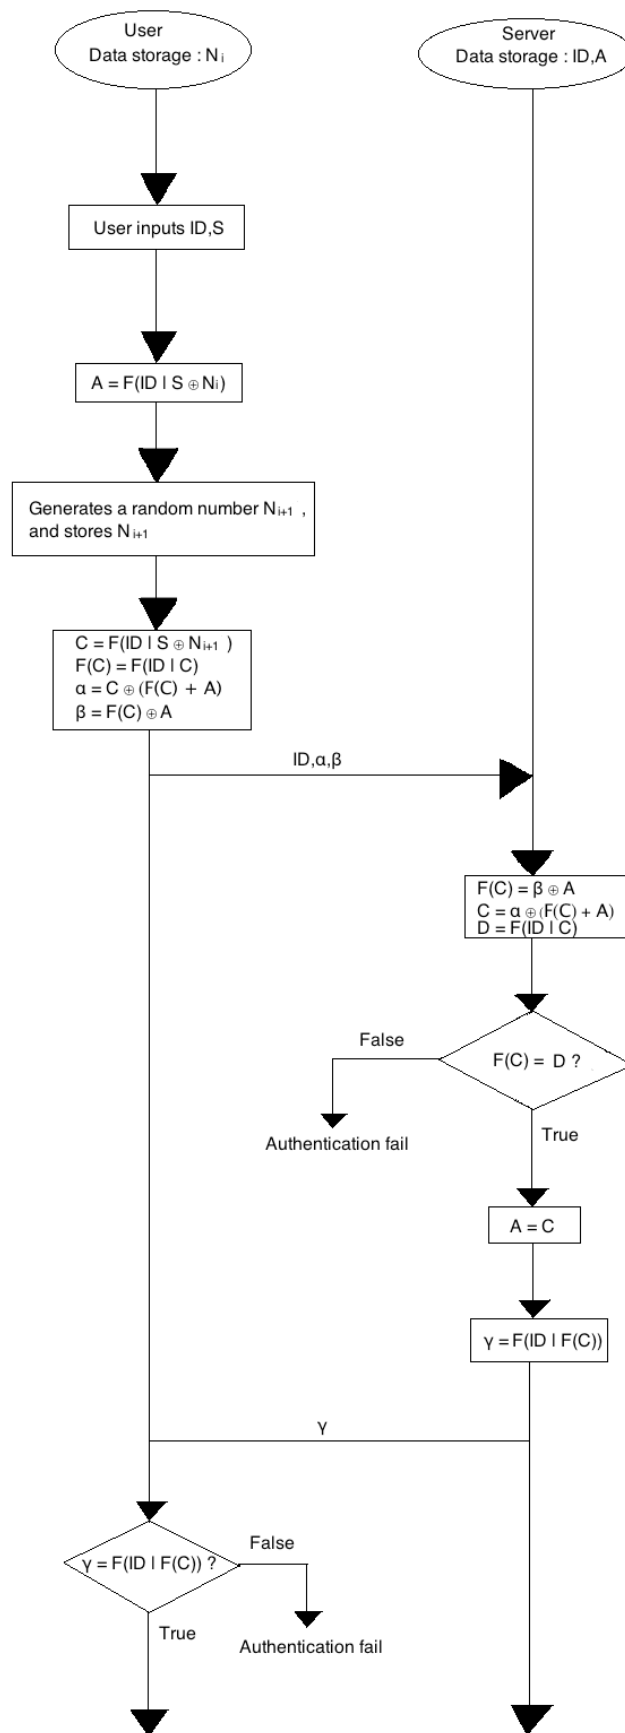 User
Data storage : Nᵢ
Server
Data storage : ID,A
User inputs ID,S
A = F(ID | S ⊕ Nᵢ)
Generates a random number Nᵢ₊₁ ,
and stores Nᵢ₊₁
C = F(ID | S ⊕ Nᵢ₊₁ )
F(C) = F(ID | C)
α = C ⊕ (F(C) + A)
β = F(C) ⊕ A
ID,α,β
F(C) = β ⊕ A
C = α ⊕ (F(C) + A)
D = F(ID | C)
F(C) = D ?
False
Authentication fail
True
A = C
γ = F(ID | F(C))
γ
γ = F(ID | F(C)) ?
False
Authentication fail
True